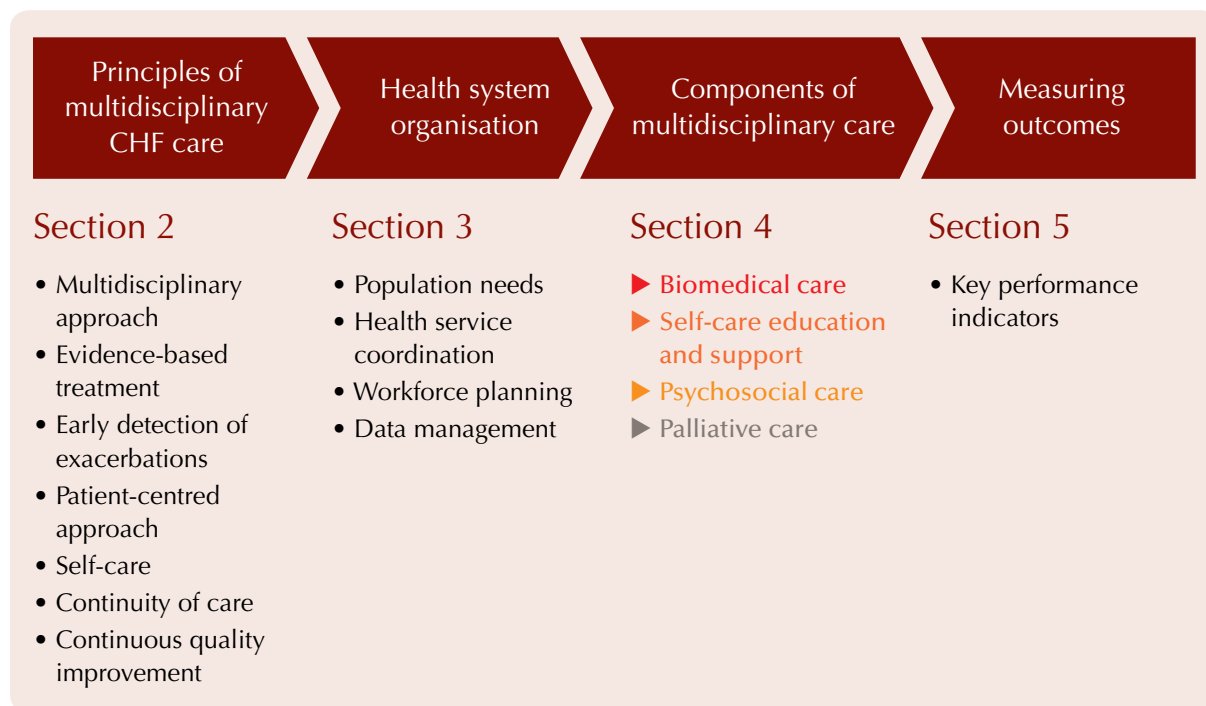 Principles of
multidisciplinary
CHF care
Health system
organisation
Components of
multidisciplinary care
Measuring
outcomes
Section 2
• Multidisciplinary
approach
• Evidence-based
treatment
• Early detection of
exacerbations
• Patient-centred
approach
• Self-care
• Continuity of care
• Continuous quality
improvement
Section 3
• Population needs
• Health service
coordination
• Workforce planning
• Data management
Section 4
▶ Biomedical care
▶ Self-care education
and support
▶ Psychosocial care
▶ Palliative care
Section 5
• Key performance
indicators